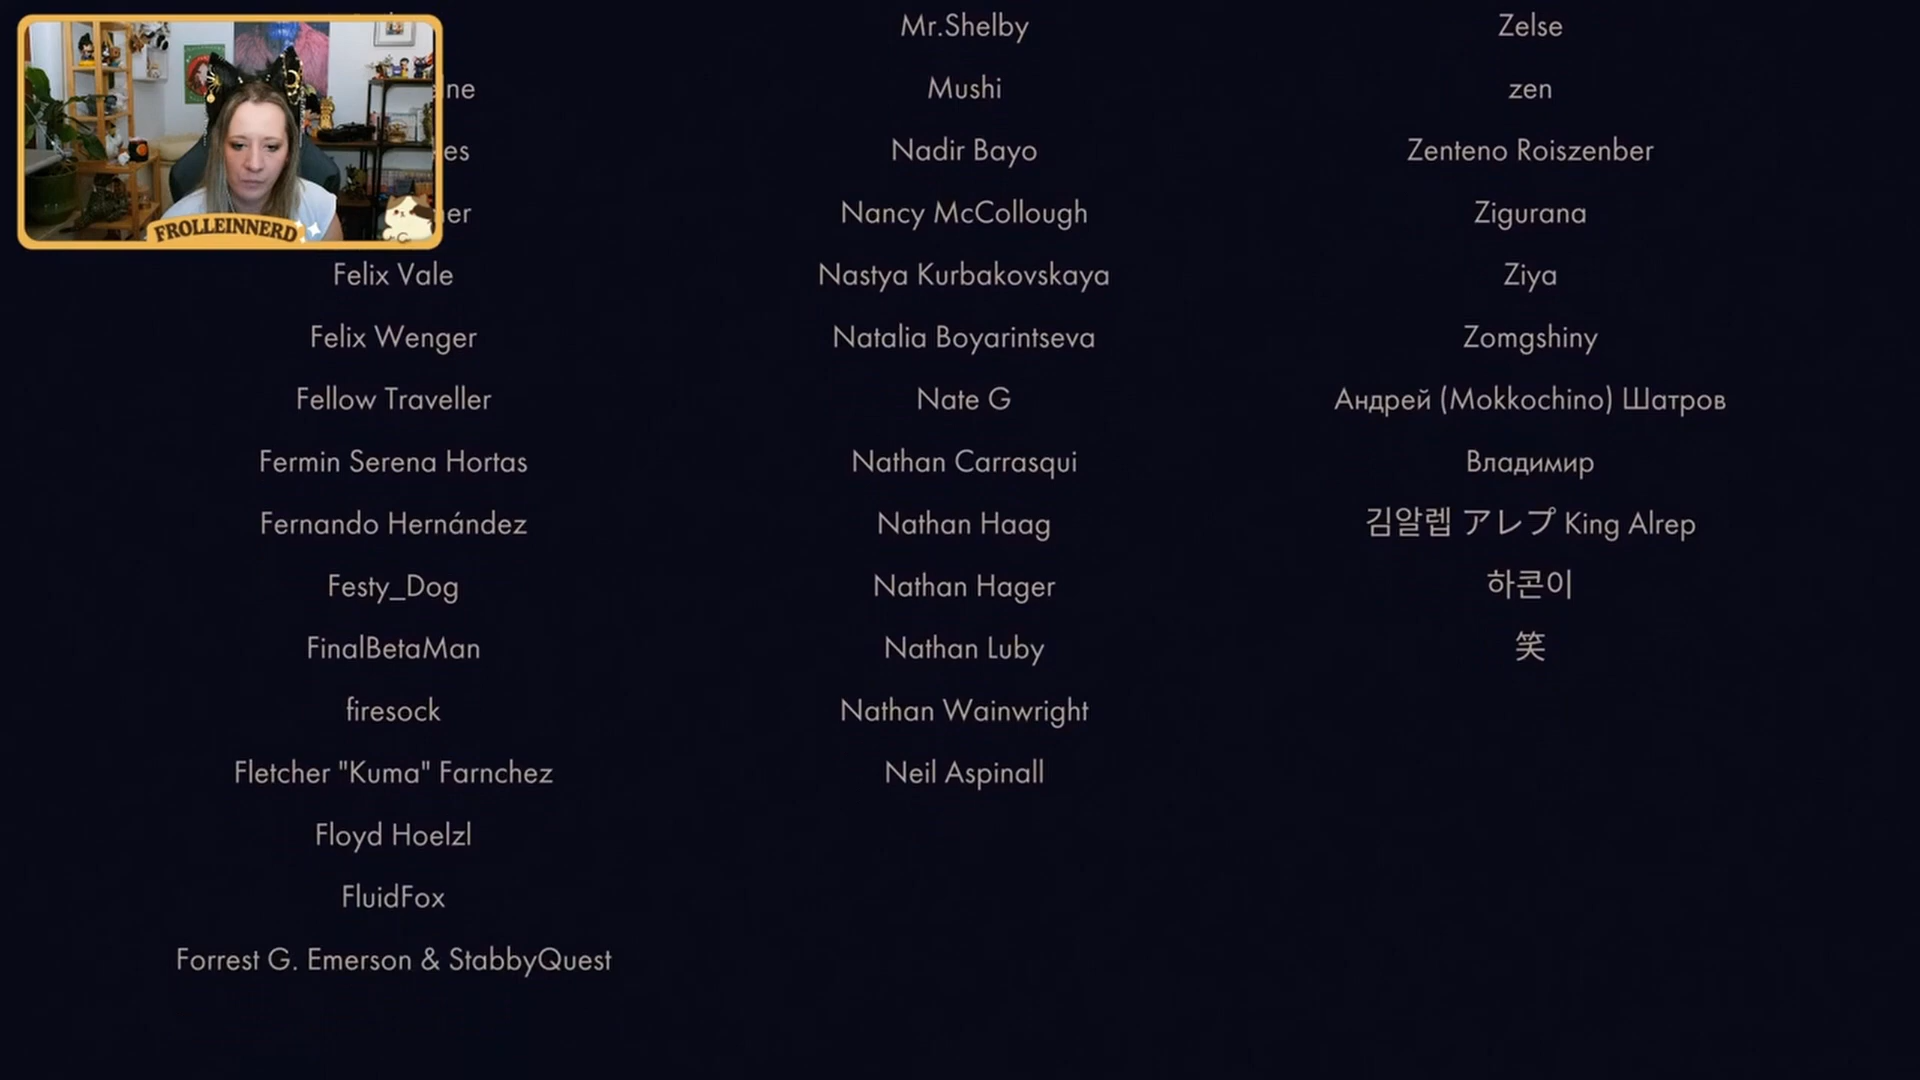 FROLLEINNERD
Felix Vale
Felix Wenger
Fellow Traveller
Fermin Serena Hortas
Fernando Hernández
Festy_Dog
FinalBetaMan
firesock
Fletcher "Kuma" Farnchez
Floyd Hoelzl
FluidFox
Forrest G. Emerson & StabbyQuest
Mr.Shelby
Mushi
Nadir Bayo
Nancy McCollough
Nastya Kurbakovskaya
Natalia Boyarintseva
Nate G
Nathan Carrasqui
Nathan Haag
Nathan Hager
Nathan Luby
Nathan Wainwright
Neil Aspinall
Zelse
zen
Zenteno Roiszenber
Zigurana
Ziya
Zomgshiny
Андрей (Mokkochino) Шатров
Владимир
김알렙 アレプ King Alrep
하콘이
笑